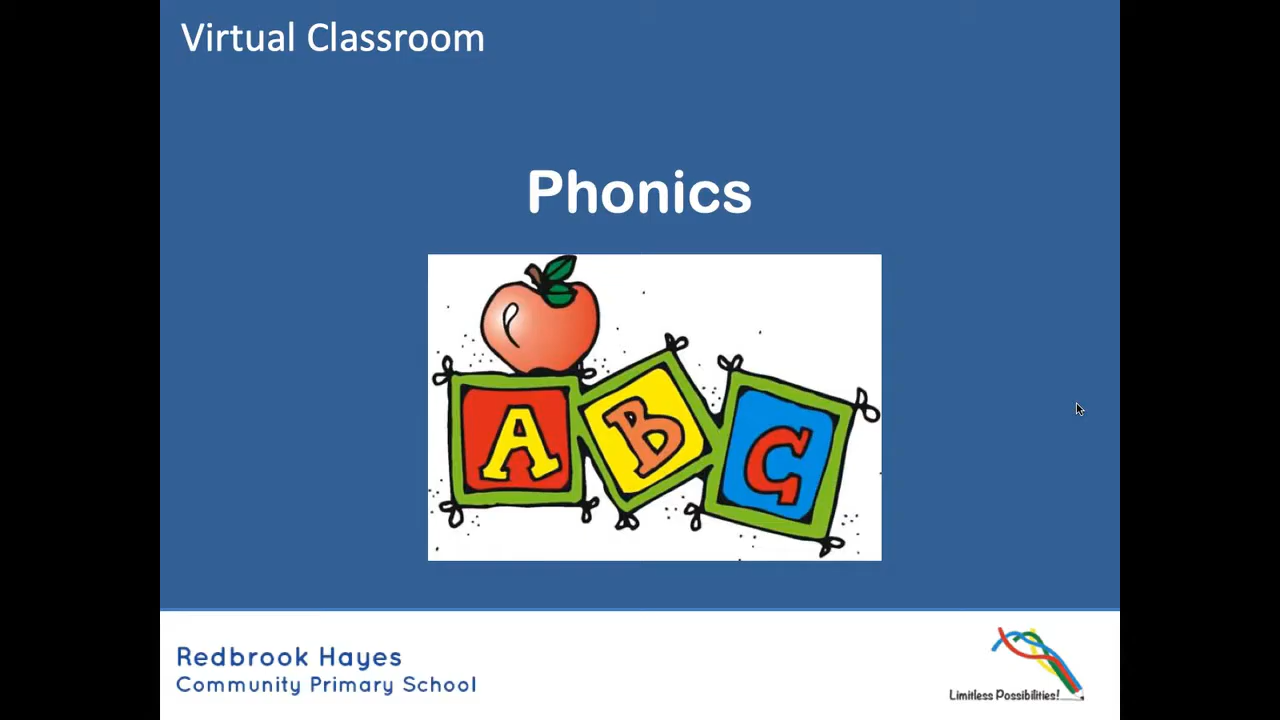 Virtual Classroom
Phonics
A B C
Redbrook Hayes
Community Primary School
Limitless Possibilities!